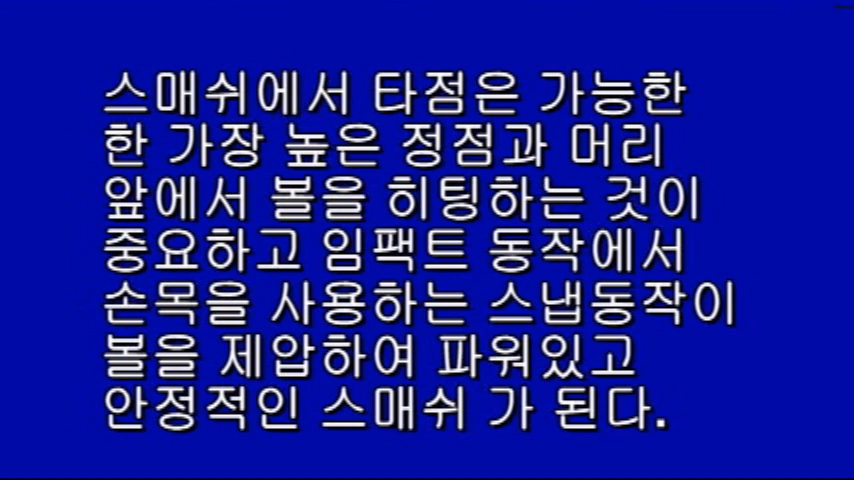 스매쉬에서 타점은 가능한
한 가장 높은 정점과 머리
앞에서 볼을 히팅하는 것이
중요하고 임팩트 동작에서
손목을 사용하는 스냅동작이
볼을 제압하여 파워있고
안정적인 스매쉬 가 된다.